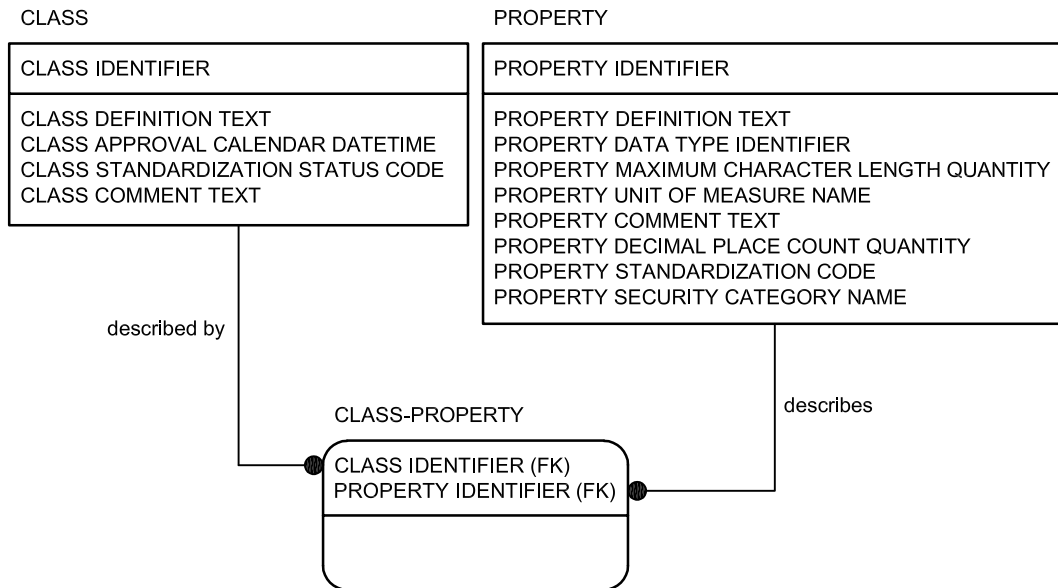 CLASS
CLASS IDENTIFIER
CLASS DEFINITION TEXT
CLASS APPROVAL CALENDAR DATETIME
CLASS STANDARDIZATION STATUS CODE
CLASS COMMENT TEXT
PROPERTY
PROPERTY IDENTIFIER
PROPERTY DEFINITION TEXT
PROPERTY DATA TYPE IDENTIFIER
PROPERTY MAXIMUM CHARACTER LENGTH QUANTITY
PROPERTY UNIT OF MEASURE NAME
PROPERTY COMMENT TEXT
PROPERTY DECIMAL PLACE COUNT QUANTITY
PROPERTY STANDARDIZATION CODE
PROPERTY SECURITY CATEGORY NAME
described by
describes
CLASS-PROPERTY
CLASS IDENTIFIER (FK)
PROPERTY IDENTIFIER (FK)